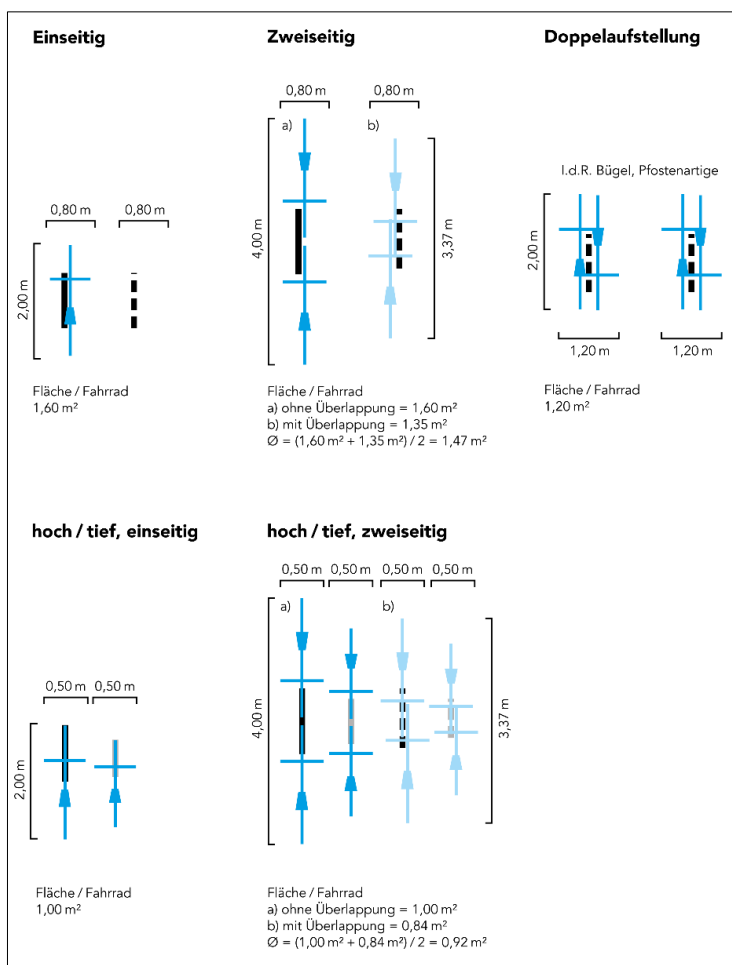 Einseitig
0,80 m 0,80 m
2,00 m
Fläche / Fahrrad
1,60 m²
Zweiseitig
0,80 m 0,80 m
a) b)
4,00 m
3,37 m
Fläche / Fahrrad
a) ohne Überlappung = 1,60 m²
b) mit Überlappung = 1,35 m²
Ø = (1,60 m² + 1,35 m²) / 2 = 1,47 m²
Doppelaufstellung
I.d.R. Bügel, Pfostenartige
2,00 m
1,20 m 1,20 m
Fläche / Fahrrad
1,20 m²
hoch / tief, einseitig
0,50 m 0,50 m
2,00 m
Fläche / Fahrrad
1,00 m²
hoch / tief, zweiseitig
0,50 m 0,50 m 0,50 m 0,50 m
a) b)
4,00 m
3,37 m
Fläche / Fahrrad
a) ohne Überlappung = 1,00 m²
b) mit Überlappung = 0,84 m²
Ø = (1,00 m² + 0,84 m²) / 2 = 0,92 m²